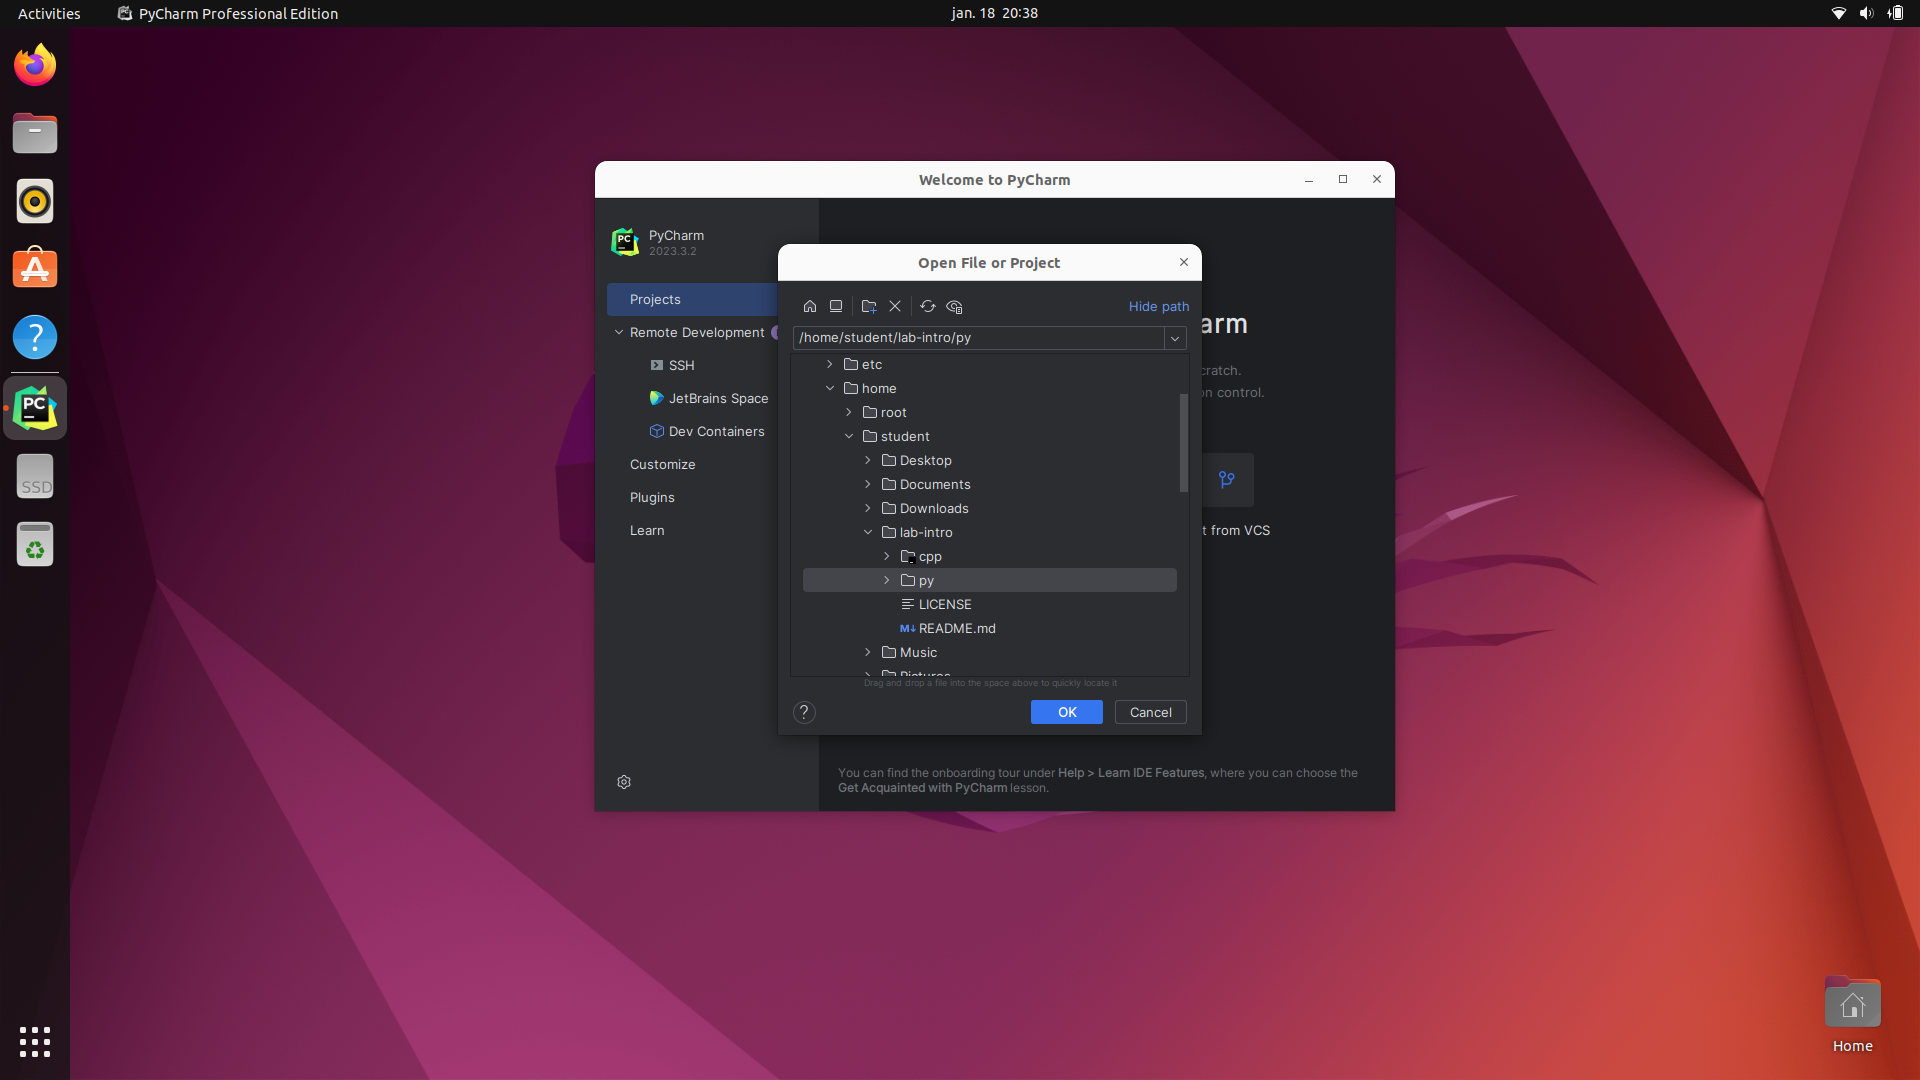 Activities
PyCharm Professional Edition
jan. 18 20:38
Welcome to PyCharm
PC
PyCharm
2023.3.2
Projects
Remote Development
SSH
JetBrains Space
Dev Containers
Customize
Plugins
Learn
Open File or Project
Hide path
/home/student/lab-intro/py
etc
home
root
student
Desktop
Documents
Downloads
lab-intro
cpp
py
LICENSE
M↓ README.md
Music
Pictures
Drag and drop a file into the space above to quickly locate it
?
OK
Cancel
arm
cratch.
on control.
t from VCS
You can find the onboarding tour under Help > Learn IDE Features, where you can choose the
Get Acquainted with PyCharm lesson.
?
PC
SSD
Home